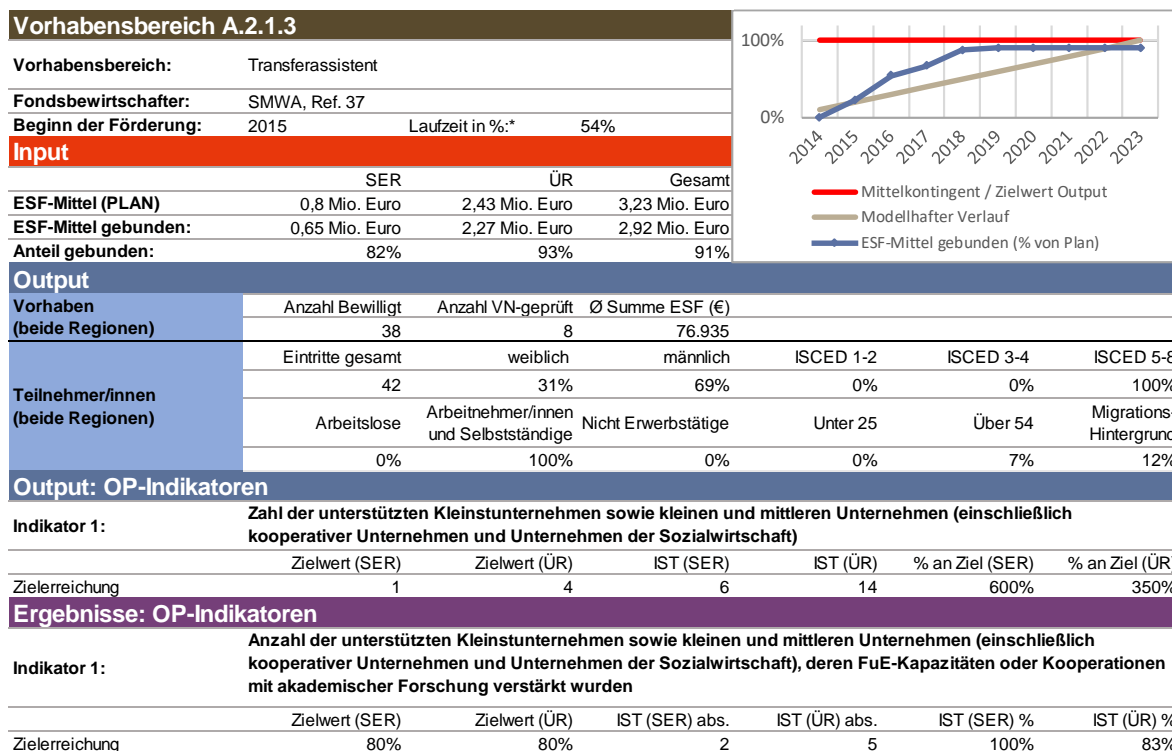 Vorhabensbereich A.2.1.3
Vorhabensbereich: Transferassistent
Fondsbewirtschafter: SMWA, Ref. 37
Beginn der Förderung: 2015 Laufzeit in %:* 54%
100%
0%
2014 2015 2016 2017 2018 2019 2020 2021 2022 2023
Mittelkontingent / Zielwert Output
Modellhafter Verlauf
ESF-Mittel gebunden (% von Plan)
Input
SER ÜR Gesamt
ESF-Mittel (PLAN) 0,8 Mio. Euro 2,43 Mio. Euro 3,23 Mio. Euro
ESF-Mittel gebunden: 0,65 Mio. Euro 2,27 Mio. Euro 2,92 Mio. Euro
Anteil gebunden: 82% 93% 91%
Output
Vorhaben
(beide Regionen)
Anzahl Bewilligt Anzahl VN-geprüft Ø Summe ESF (€)
38 8 76.935
Teilnehmer/innen
(beide Regionen)
Eintritte gesamt weiblich männlich ISCED 1-2 ISCED 3-4 ISCED 5-8
42 31% 69% 0% 0% 100%
Arbeitslose Arbeitnehmer/innen und Selbstständige Nicht Erwerbstätige Unter 25 Über 54 Migrations-Hintergrund
0% 100% 0% 0% 7% 12%
Output: OP-Indikatoren
Indikator 1:
Zahl der unterstützten Kleinstunternehmen sowie kleinen und mittleren Unternehmen (einschließlich
kooperativer Unternehmen und Unternehmen der Sozialwirtschaft)
Zielwert (SER) Zielwert (ÜR) IST (SER) IST (ÜR) % an Ziel (SER) % an Ziel (ÜR)
Zielerreichung 1 4 6 14 600% 350%
Ergebnisse: OP-Indikatoren
Indikator 1:
Anzahl der unterstützten Kleinstunternehmen sowie kleinen und mittleren Unternehmen (einschließlich
kooperativer Unternehmen und Unternehmen der Sozialwirtschaft), deren FuE-Kapazitäten oder Kooperationen
mit akademischer Forschung verstärkt wurden
Zielwert (SER) Zielwert (ÜR) IST (SER) abs. IST (ÜR) abs. IST (SER) % IST (ÜR) %
Zielerreichung 80% 80% 2 5 100% 83%